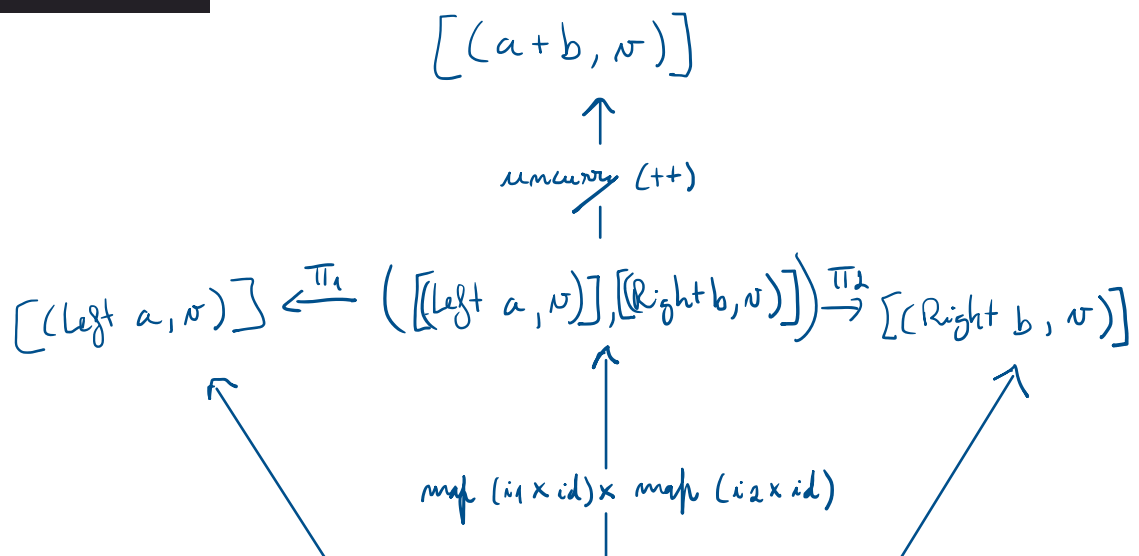 [(a+b, v)]
uncurry (++)
[(Left a, v)] π1 ([(Left a, v)],[(Right b, v)]) π2 [(Right b, v)]
map (i1 × id) × map (i2 × id)